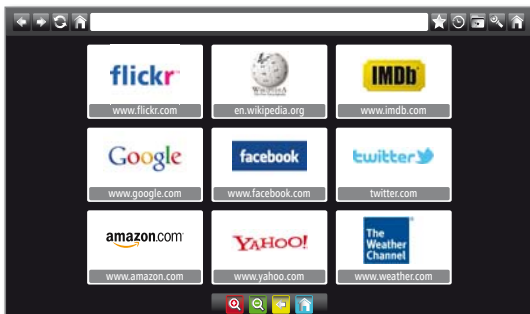 flickr
WIKIPEDIA
IMDb
www.flickr.com
en.wikipedia.org
www.imdb.com
Google
facebook
twitter
www.google.com
www.facebook.com
twitter.com
amazon.com
YAHOO!
The
Weather
Channel
www.amazon.com
www.yahoo.com
www.weather.com